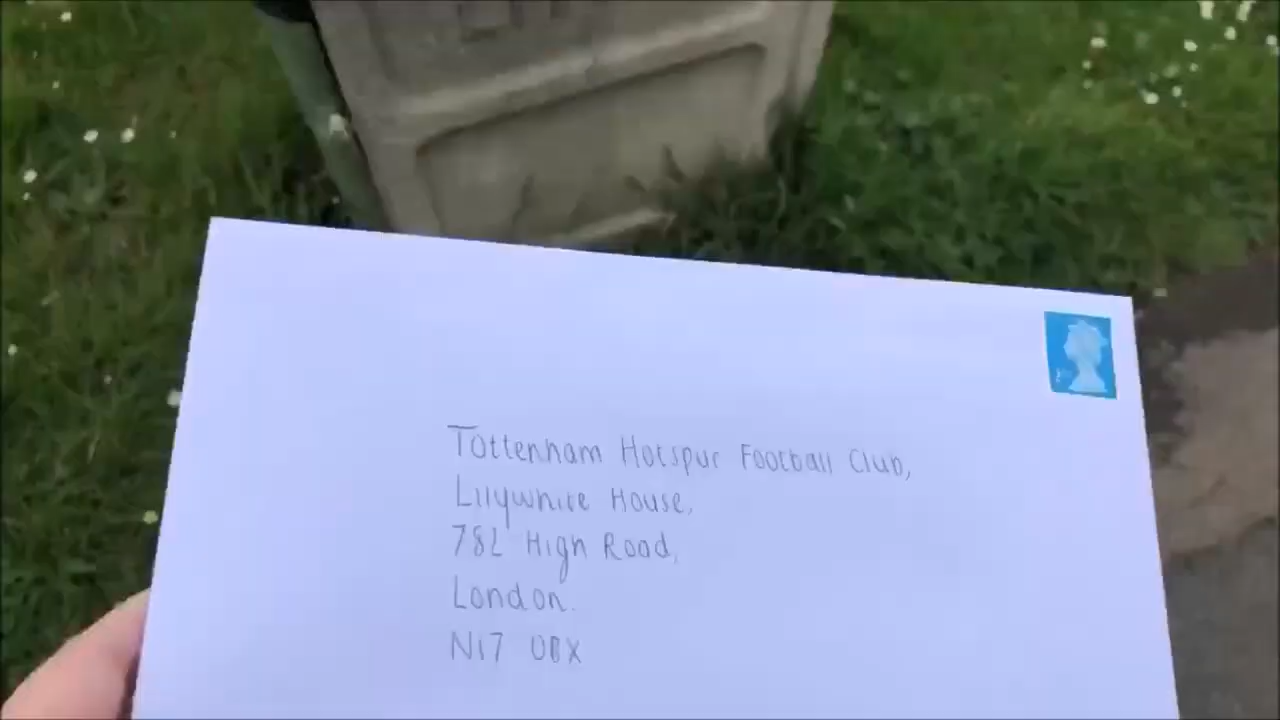 Tottenham Hotspur Football Club,
Lilywhite House,
782 High Road,
London.
N17 0BX